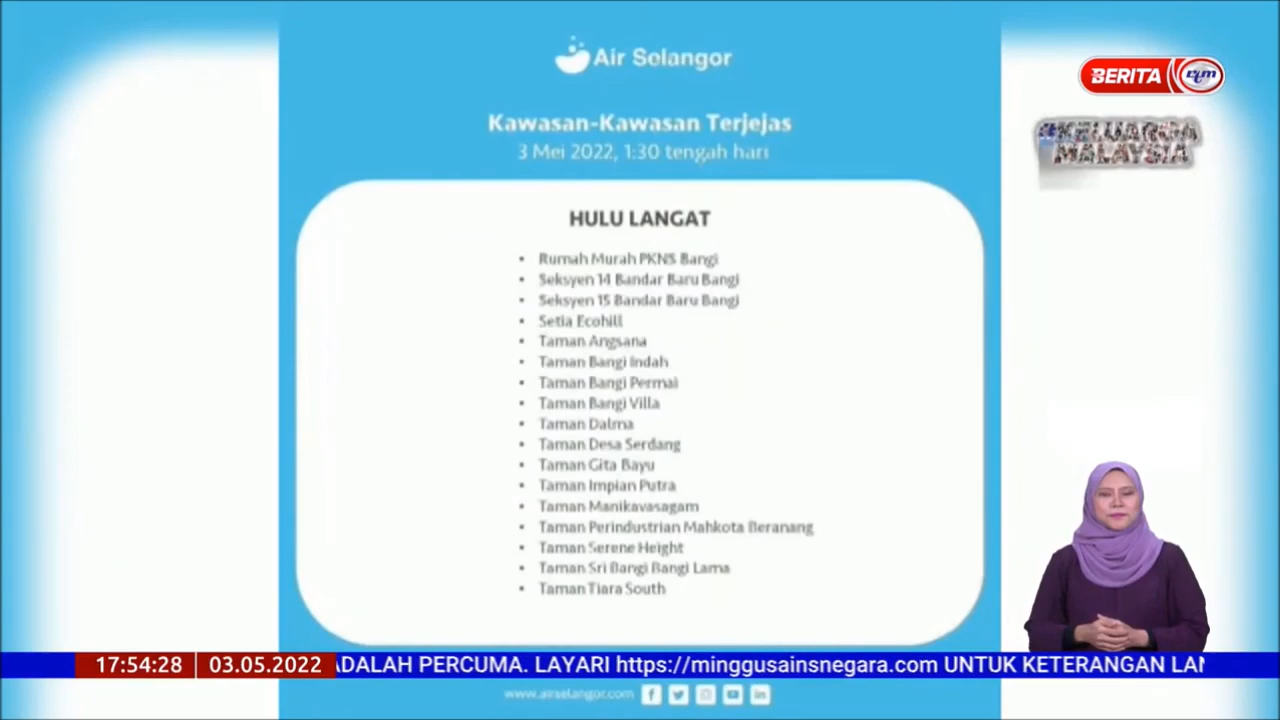 Air Selangor
BERITA rtm
#KELUARGA
MALAYSIA
Kawasan-Kawasan Terjejas
3 Mei 2022, 1:30 tengah hari
HULU LANGAT
• Rumah Murah PKNS Bangi
• Seksyen 14 Bandar Baru Bangi
• Seksyen 15 Bandar Baru Bangi
• Setia Ecohill
• Taman Angsana
• Taman Bangi Indah
• Taman Bangi Permai
• Taman Bangi Villa
• Taman Dalma
• Taman Desa Serdang
• Taman Gita Bayu
• Taman Impian Putra
• Taman Manikavasagam
• Taman Perindustrian Mahkota Beranang
• Taman Serene Height
• Taman Sri Bangi Bangi Lama
• Taman Tiara South
17:54:28 03.05.2022 ADALAH PERCUMA. LAYARI https://minggusainsnegara.com UNTUK KETERANGAN LAN
www.airselangor.com